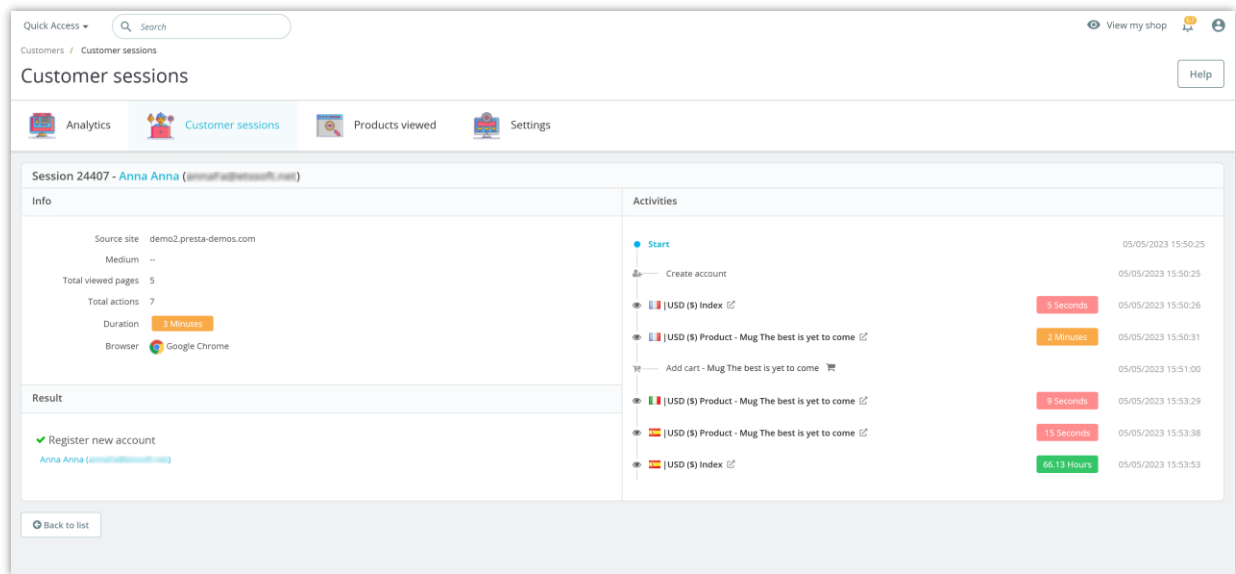 Quick Access
Search
View my shop
67
Customers / Customer sessions
Customer sessions
Help
Analytics
Customer sessions
Products viewed
Settings
Session 24407 - Anna Anna ( )
Info
Source site demo2.presta-demos.com
Medium --
Total viewed pages 5
Total actions 7
Duration 3 Minutes
Browser Google Chrome
Result
Register new account
Anna Anna ( )
Activities
Start 05/05/2023 15:50:25
Create account 05/05/2023 15:50:25
|USD ($) Index 5 Seconds 05/05/2023 15:50:26
|USD ($) Product - Mug The best is yet to come 2 Minutes 05/05/2023 15:50:31
Add cart - Mug The best is yet to come 05/05/2023 15:51:00
|USD ($) Product - Mug The best is yet to come 9 Seconds 05/05/2023 15:53:29
|USD ($) Product - Mug The best is yet to come 15 Seconds 05/05/2023 15:53:38
|USD ($) Index 66.13 Hours 05/05/2023 15:53:53
Back to list